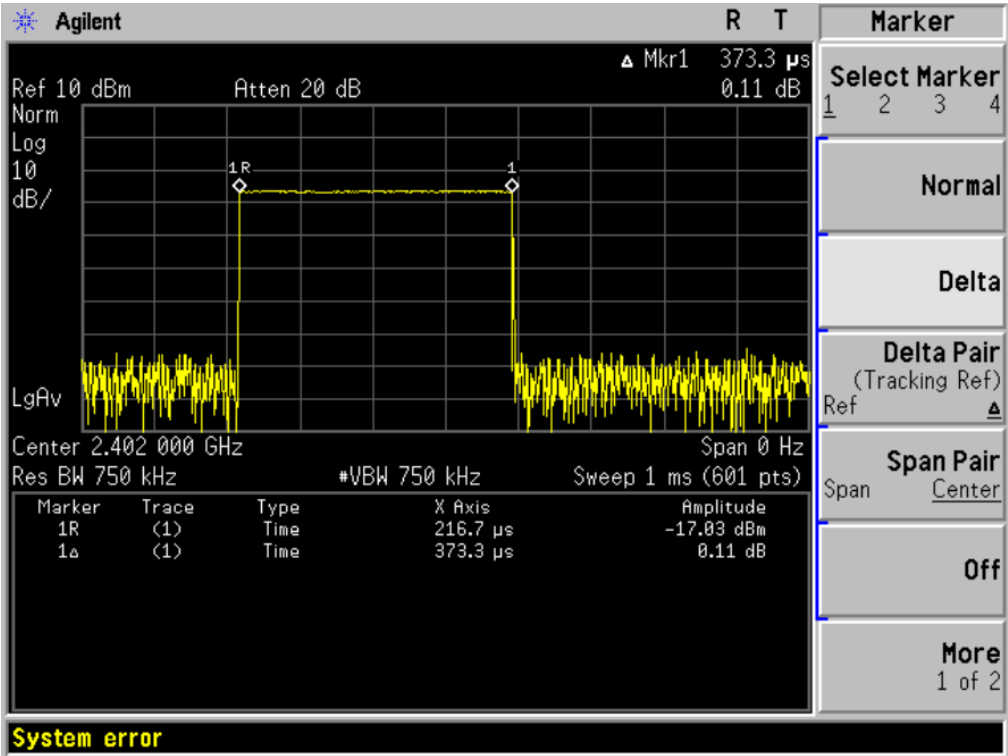 Agilent R T
Δ Mkr1 373.3 µs
Ref 10 dBm Atten 20 dB 0.11 dB
Norm
Log
10
dB/
1R 1
LgAv
Center 2.402 000 GHz Span 0 Hz
Res BW 750 kHz #VBW 750 kHz Sweep 1 ms (601 pts)
Marker Trace Type X Axis Amplitude
1R (1) Time 216.7 µs -17.03 dBm
1Δ (1) Time 373.3 µs 0.11 dB
System error
Marker
Select Marker
1 2 3 4
Normal
Delta
Delta Pair
(Tracking Ref)
Ref Δ
Span Pair
Span Center
Off
More
1 of 2